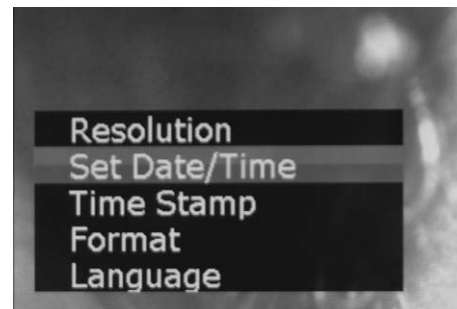 Resolution
Set Date/Time
Time Stamp
Format
Language